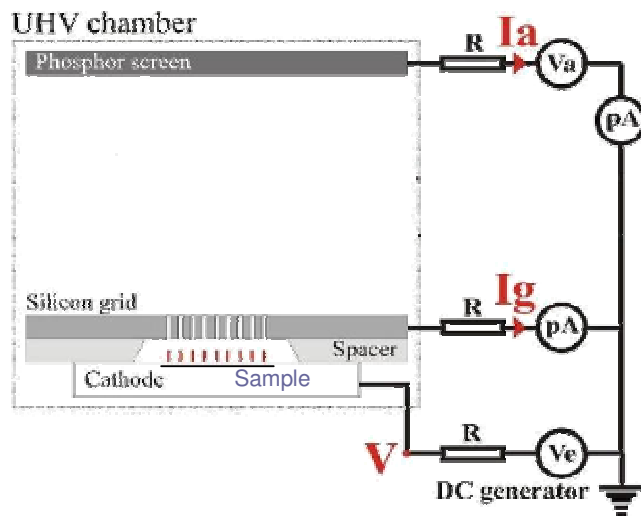 UHV chamber
Phosphor screen
R
Ia
Va
pA
Silicon grid
R
Ig
pA
Spacer
Cathode
Sample
V
R
Ve
DC generator